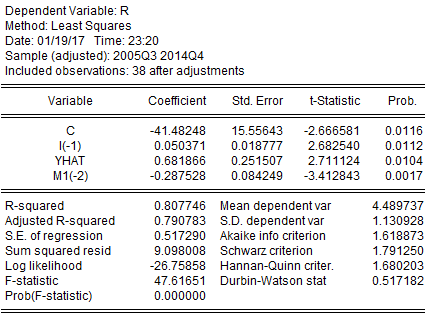 Dependent Variable: R
Method: Least Squares
Date: 01/19/17 Time: 23:20
Sample (adjusted): 2005Q3 2014Q4
Included observations: 38 after adjustments
Variable Coefficient Std. Error t-Statistic Prob.
C -41.48248 15.55643 -2.666581 0.0116
I(-1) 0.050371 0.018777 2.682540 0.0112
YHAT 0.681866 0.251507 2.711124 0.0104
M1(-2) -0.287528 0.084249 -3.412843 0.0017
R-squared 0.807746 Mean dependent var 4.489737
Adjusted R-squared 0.790783 S.D. dependent var 1.130928
S.E. of regression 0.517290 Akaike info criterion 1.618873
Sum squared resid 9.098008 Schwarz criterion 1.791250
Log likelihood -26.75858 Hannan-Quinn criter. 1.680203
F-statistic 47.61651 Durbin-Watson stat 0.517182
Prob(F-statistic) 0.000000